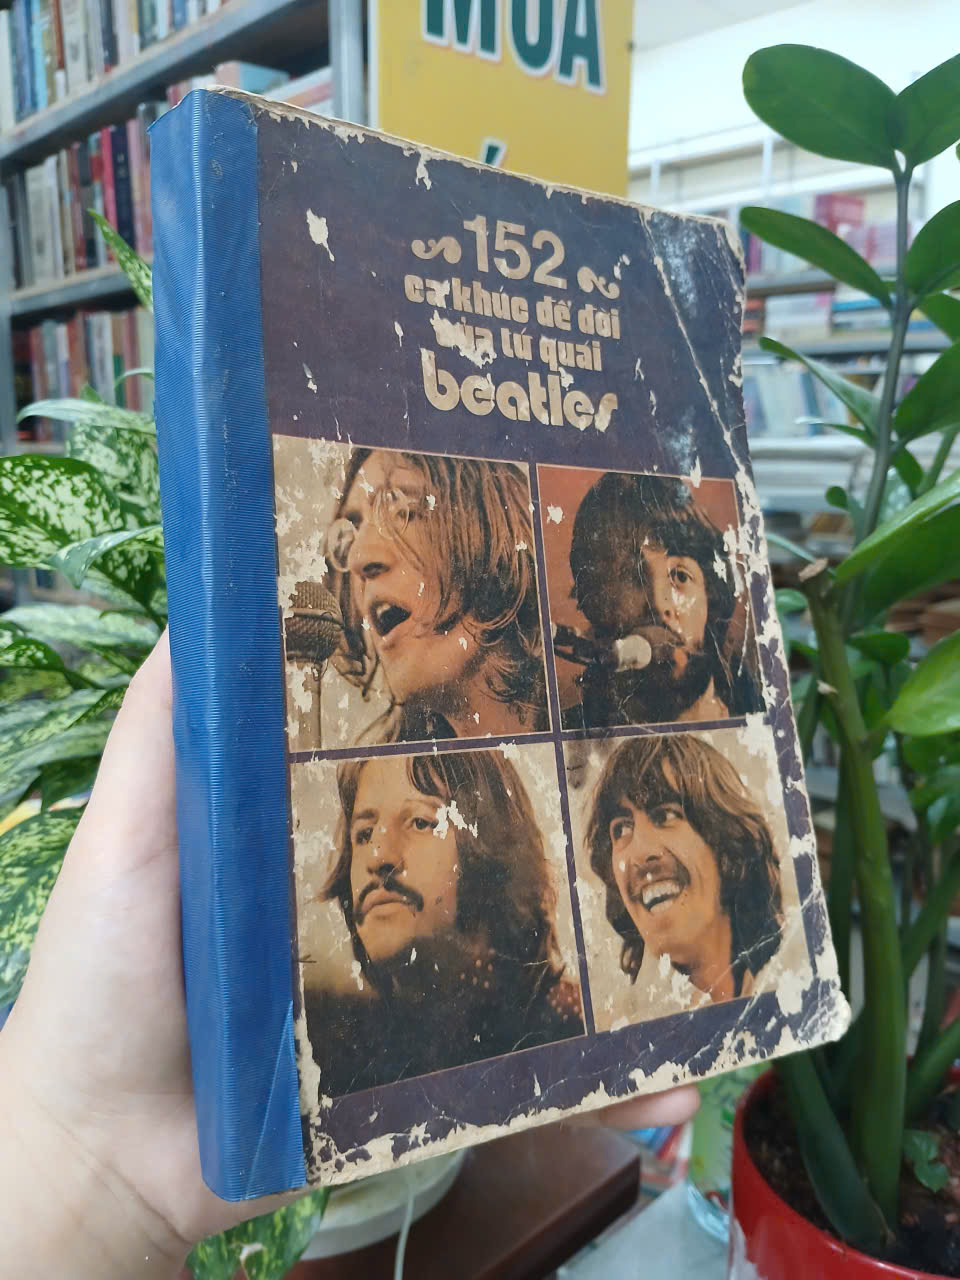 MUA
152
ca khúc để đời
của tứ quái
beatles